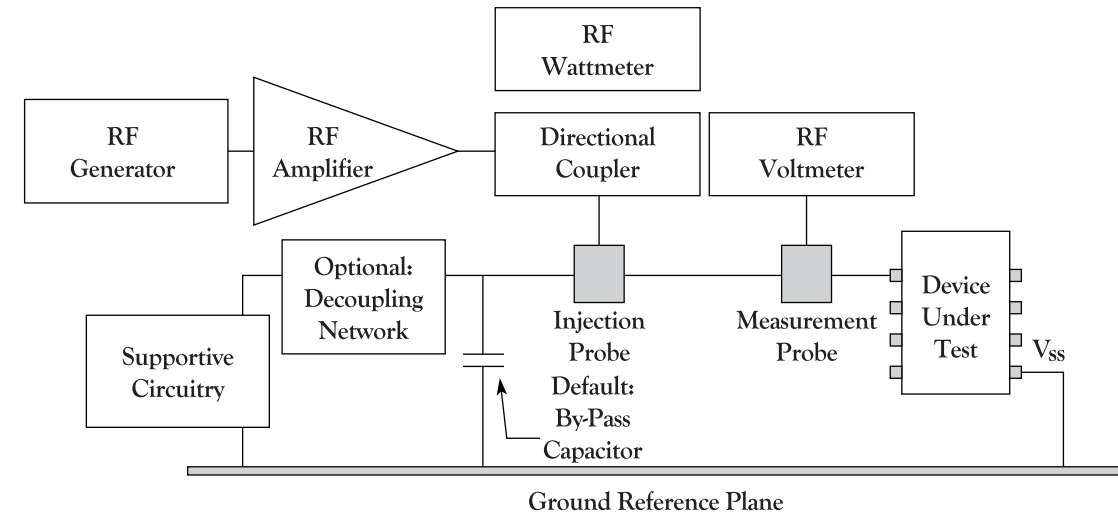 RF
Wattmeter
RF
Generator
RF
Amplifier
Directional
Coupler
RF
Voltmeter
Optional:
Decoupling
Network
Supportive
Circuitry
Injection
Probe
Default:
By-Pass
Capacitor
Measurement
Probe
Device
Under
Test
Vss
Ground Reference Plane